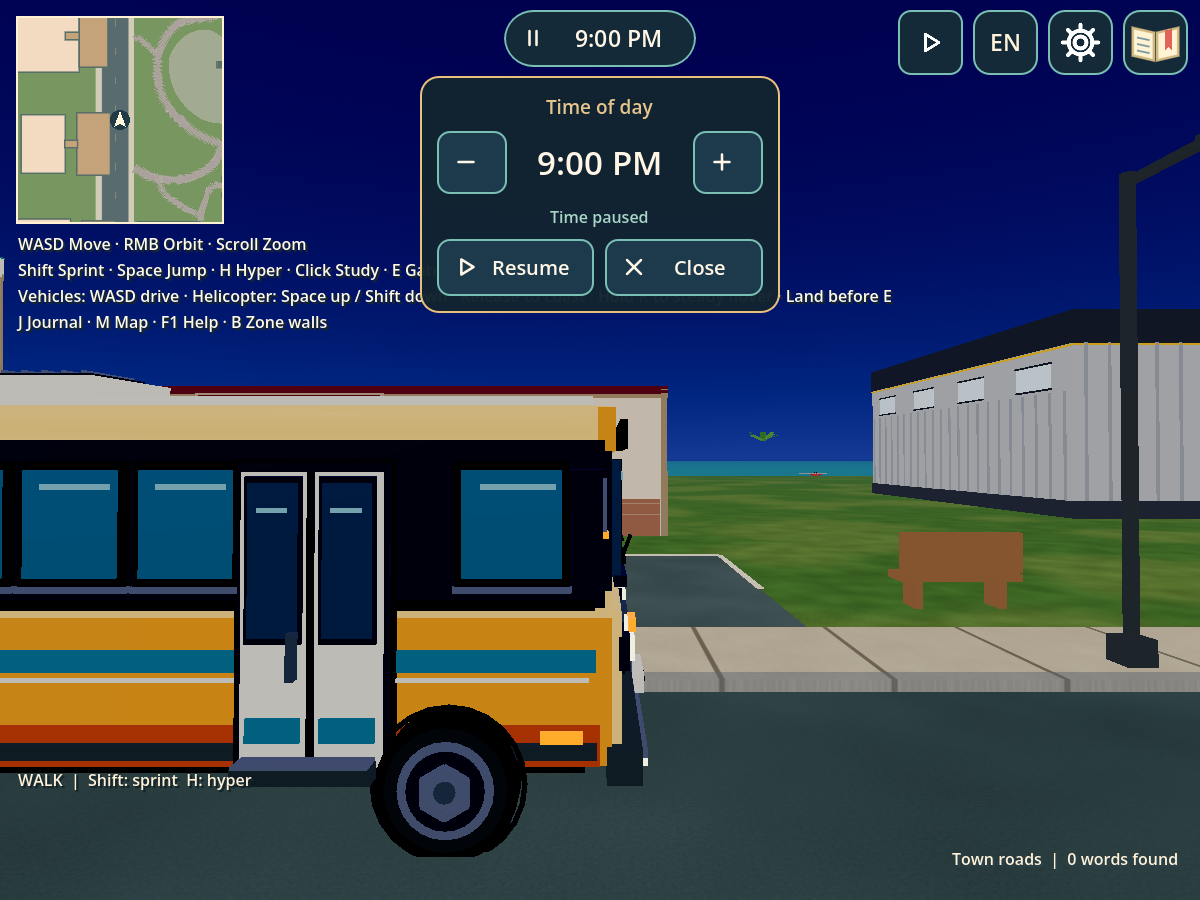 9:00 PM
EN
Time of day
9:00 PM
Time paused
Resume
Close
WASD Move · RMB Orbit · Scroll Zoom
Shift Sprint · Space Jump · H Hyper · Click Study · E
Vehicles: WASD drive · Helicopter: Space up / Shift
· Land before E
J Journal · M Map · F1 Help · B Zone walls
WALK | Shift: sprint H: hyper
Town roads | 0 words found